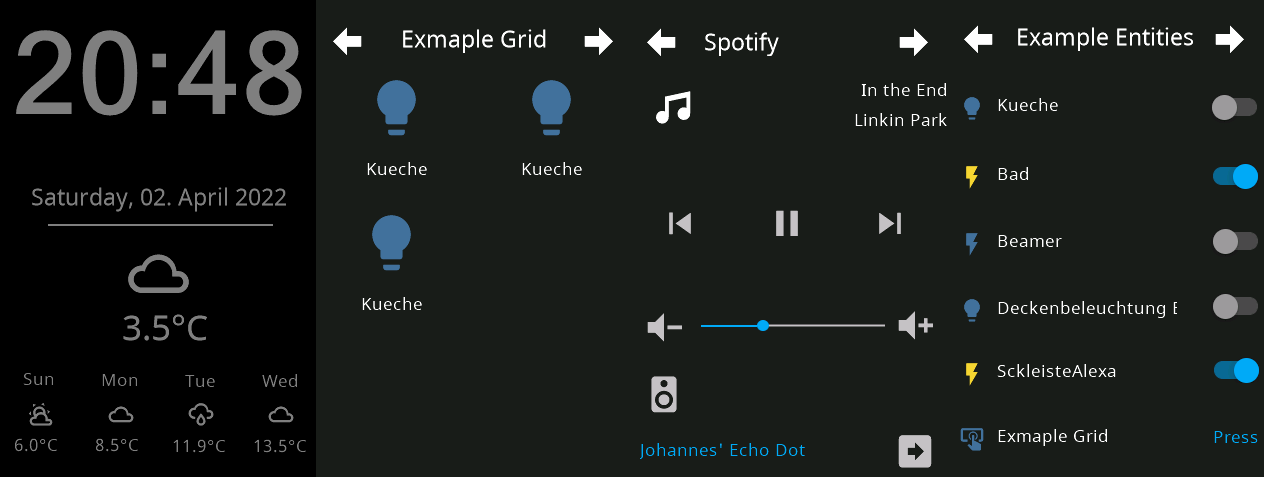 20:48
Saturday, 02. April 2022
3.5°C
Sun Mon Tue Wed
6.0°C 8.5°C 11.9°C 13.5°C
Exmaple Grid
Kueche Kueche
Kueche
Spotify
In the End
Linkin Park
Johannes' Echo Dot
Example Entities
Kueche
Bad
Beamer
Deckenbeleuchtung E
SckleisteAlexa
Exmaple Grid Press